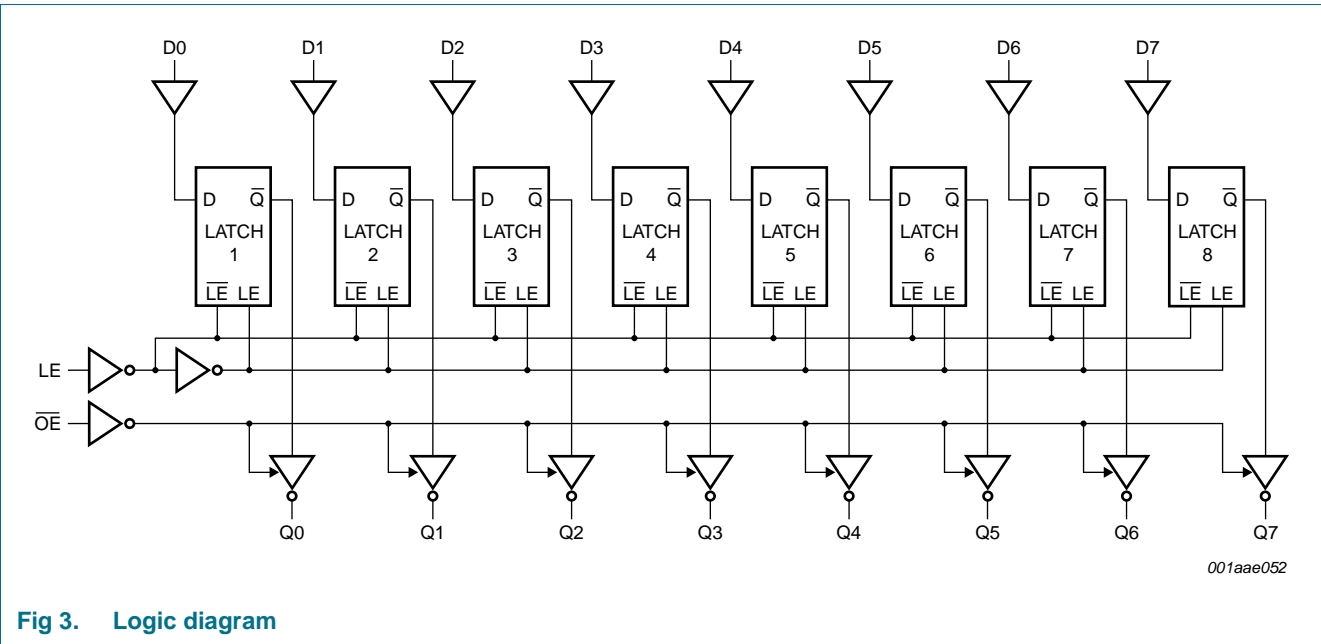 D0 D1 D2 D3 D4 D5 D6 D7
D Q̅ D Q̅ D Q̅ D Q̅ D Q̅ D Q̅ D Q̅ D Q̅
LATCH LATCH LATCH LATCH LATCH LATCH LATCH LATCH
1 2 3 4 5 6 7 8
L̅E̅ LE L̅E̅ LE L̅E̅ LE L̅E̅ LE L̅E̅ LE L̅E̅ LE L̅E̅ LE L̅E̅ LE
LE
O̅E̅
Q0 Q1 Q2 Q3 Q4 Q5 Q6 Q7
001aae052
Fig 3. Logic diagram